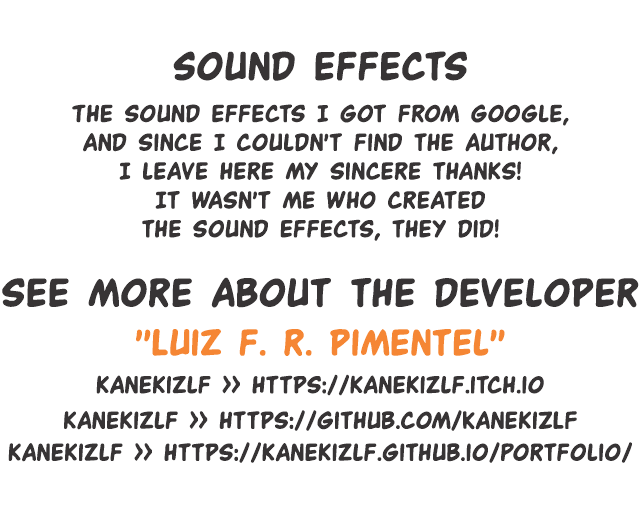 SOUND EFFECTS
THE SOUND EFFECTS I GOT FROM GOOGLE,
AND SINCE I COULDN'T FIND THE AUTHOR,
I LEAVE HERE MY SINCERE THANKS!
IT WASN'T ME WHO CREATED
THE SOUND EFFECTS, THEY DID!
SEE MORE ABOUT THE DEVELOPER
"LUIZ F. R. PIMENTEL"
KANEKIZLF >> HTTPS://KANEKIZLF.ITCH.IO
KANEKIZLF >> HTTPS://GITHUB.COM/KANEKIZLF
KANEKIZLF >> HTTPS://KANEKIZLF.GITHUB.IO/PORTFOLIO/